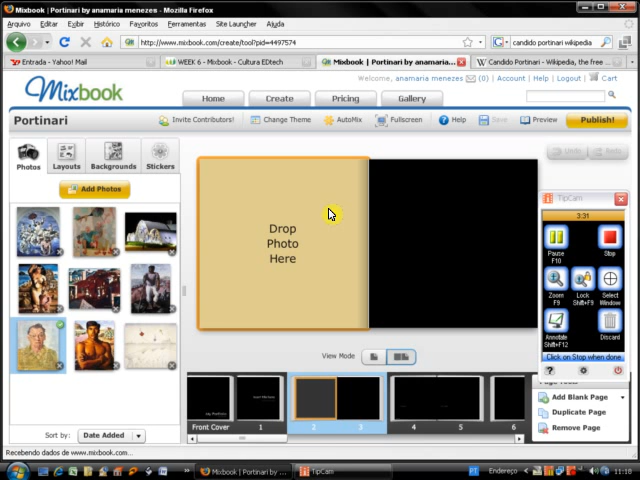 Mixbook | Portinari by anamaria menezes - Mozilla Firefox
Arquivo Editar Exibir Histórico Favoritos Ferramentas Site Launcher Ajuda
http://www.mixbook.com/create/tool?pid=4497574
candido portinari wikipedia
Entrada - Yahoo! Mail
WEEK 6 - Mixbook - Cultura EDtech
Mixbook | Portinari by anamaria...
Candido Portinari - Wikipedia, the free ...
Mixbook
Welcome, anamaria menezes (0) | Account | Help | Logout | Cart
Home Create Pricing Gallery
Portinari
Invite Contributors! Change Theme AutoMix Fullscreen Help Save Preview Publish!
Photos Layouts Backgrounds Stickers
Undo Redo
Add Photos
TipCam
3:31
Drop
Photo
Here
Pause
F10
Stop
Zoom
F9
Lock
Shift+F9
Select
Window
Annotate
Shift+F12
Discard
Click on Stop when done
View Mode
Page Tools
Add Blank Page
Duplicate Page
Remove Page
Front Cover 1 2 3 4 5 6
Sort by: Date Added
Recebendo dados de www.mixbook.com...
Mixbook | Portinari by ...
TipCam
PT
Endereço
11:18